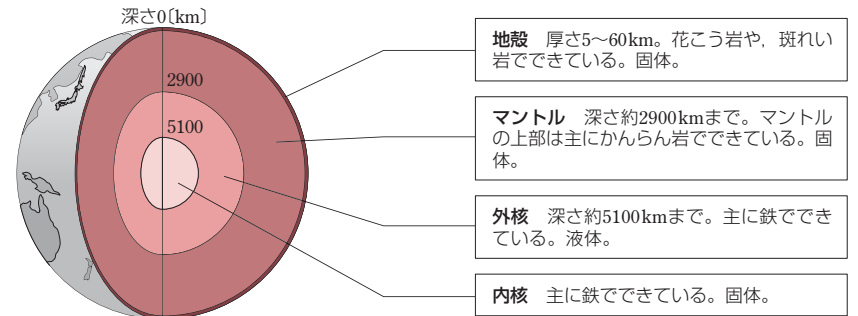 深さ0〔km〕
2900
5100
地殻　厚さ5〜60km。花こう岩や，斑れい
岩でできている。固体。
マントル　深さ約2900kmまで。マントル
の上部は主にかんらん岩でできている。固
体。
外核　深さ約5100kmまで。主に鉄ででき
ている。液体。
内核　主に鉄でできている。固体。